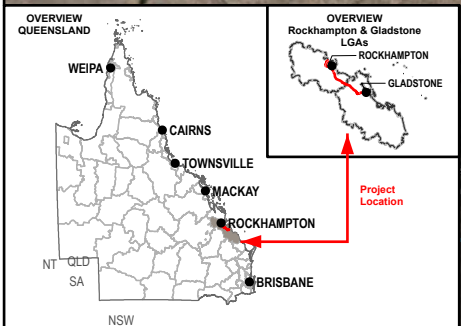 OVERVIEW
QUEENSLAND
WEIPA
CAIRNS
TOWNSVILLE
MACKAY
ROCKHAMPTON
BRISBANE
NT QLD
SA
NSW
OVERVIEW
Rockhampton & Gladstone
LGAs
ROCKHAMPTON
GLADSTONE
Project
Location